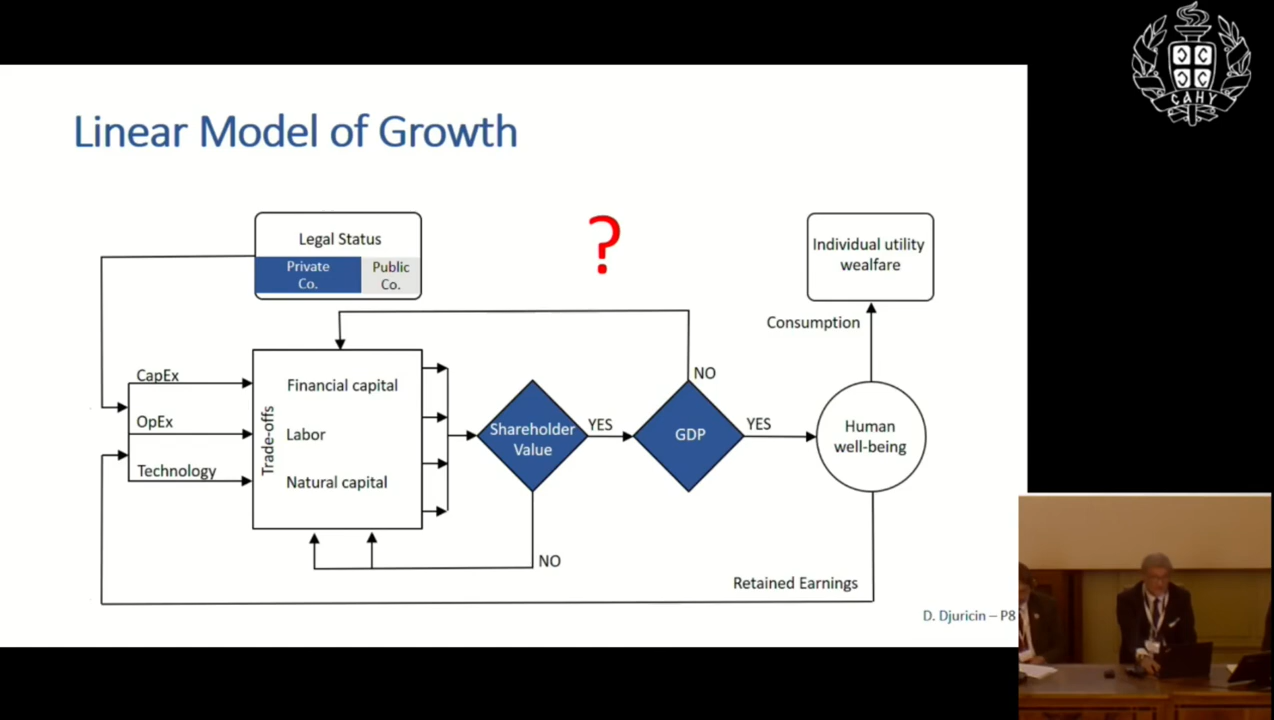 САНУ
Linear Model of Growth
Legal Status
Private
Co.
Public
Co.
?
Individual utility
wealfare
Consumption
CapEx
OpEx
Technology
Trade-offs
Financial capital
Labor
Natural capital
Shareholder
Value
YES
NO
GDP
NO
YES
Human
well-being
Retained Earnings
D. Djuricin – P8